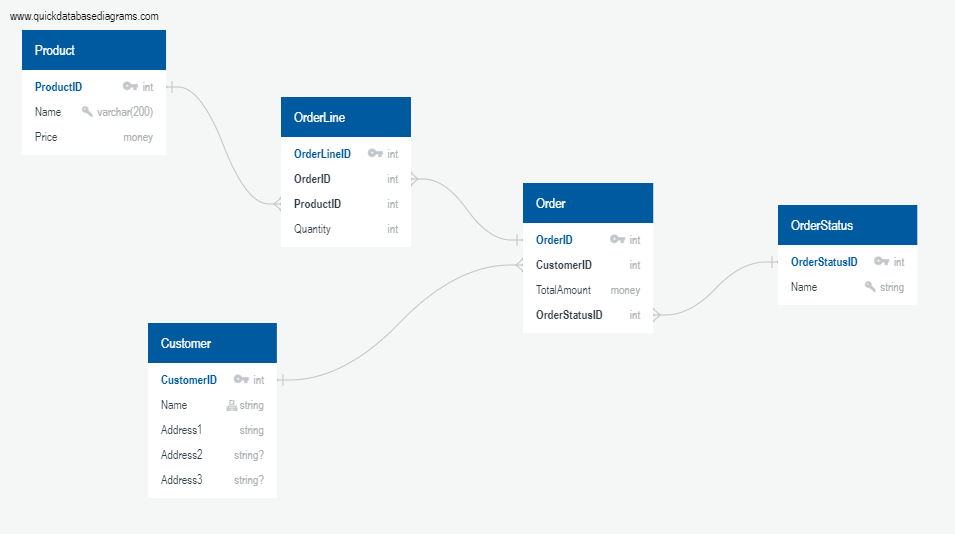 www.quickdatabasediagrams.com
Product
ProductID int
Name varchar(200)
Price money
OrderLine
OrderLineID int
OrderID int
ProductID int
Quantity int
Order
OrderID int
CustomerID int
TotalAmount money
OrderStatusID int
OrderStatus
OrderStatusID int
Name string
Customer
CustomerID int
Name string
Address1 string
Address2 string?
Address3 string?